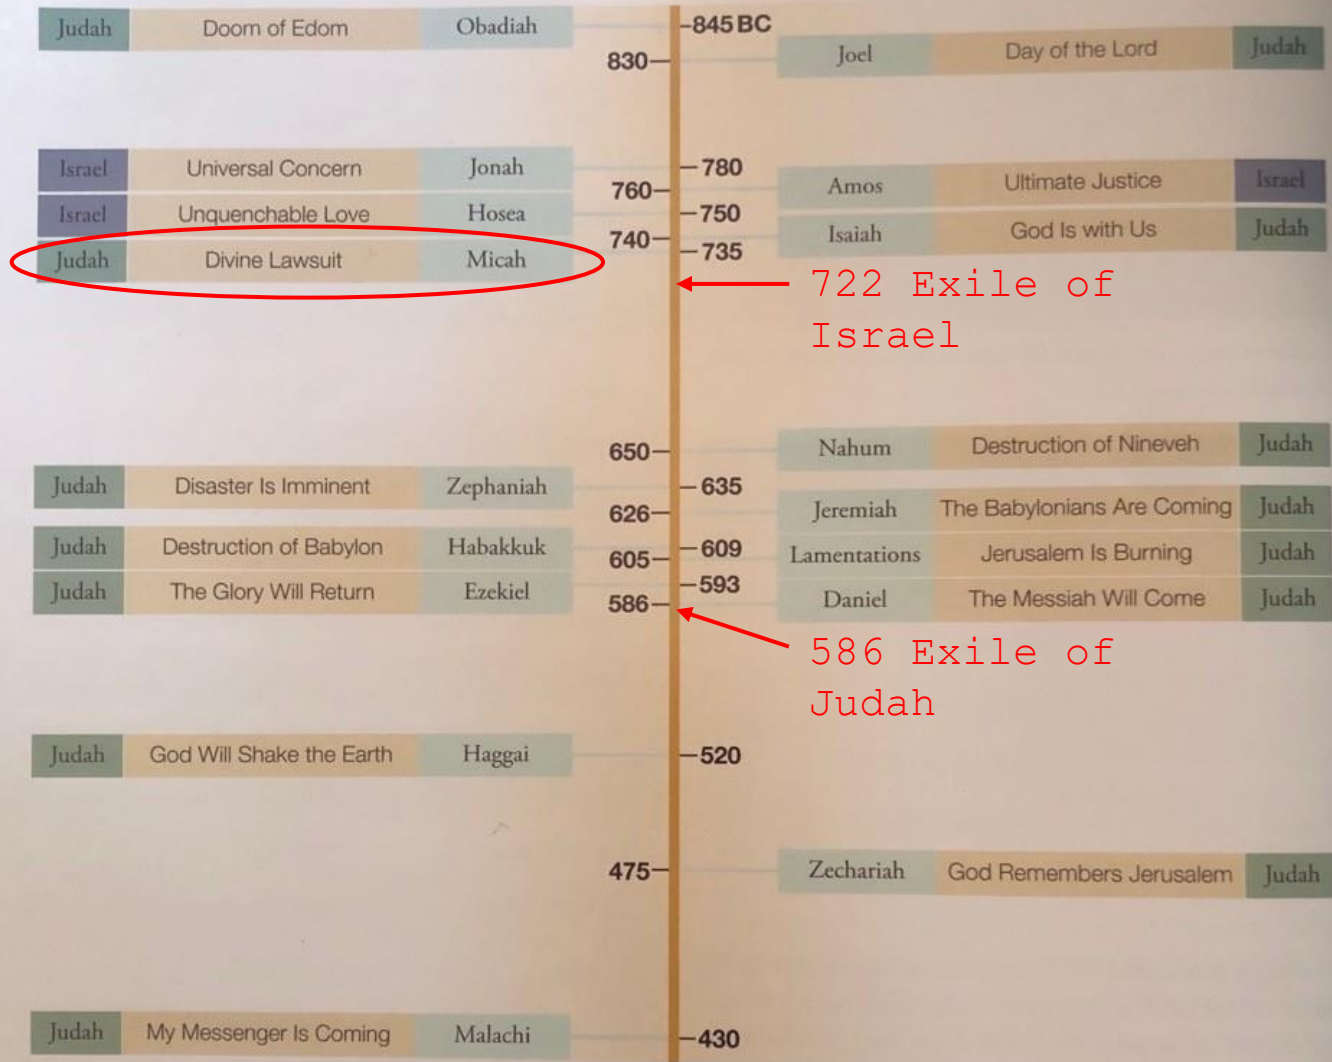 Judah Doom of Edom Obadiah 845 BC
830 Joel Day of the Lord Judah
Israel Universal Concern Jonah 780
760 Amos Ultimate Justice Israel
Israel Unquenchable Love Hosea 750
740 Isaiah God Is with Us Judah
Judah Divine Lawsuit Micah 735
722 Exile of
Israel
650 Nahum Destruction of Nineveh Judah
Judah Disaster Is Imminent Zephaniah 635
626 Jeremiah The Babylonians Are Coming Judah
Judah Destruction of Babylon Habakkuk 609
605 Lamentations Jerusalem Is Burning Judah
Judah The Glory Will Return Ezekiel 593
586 Daniel The Messiah Will Come Judah
586 Exile of
Judah
Judah God Will Shake the Earth Haggai 520
475 Zechariah God Remembers Jerusalem Judah
Judah My Messenger Is Coming Malachi 430